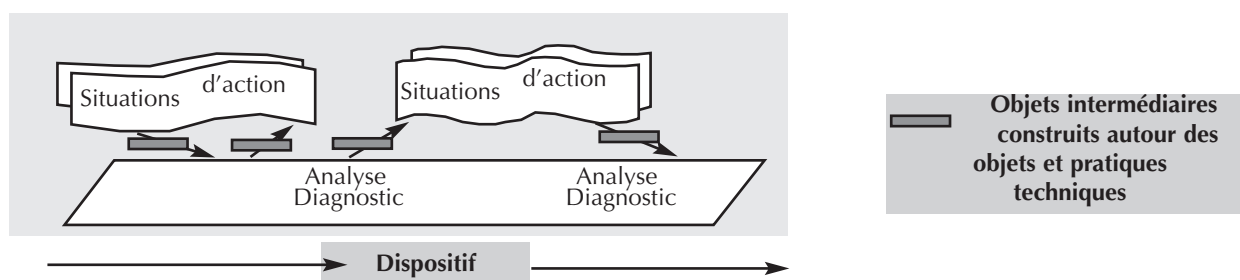 Situations d'action
Situations d'action
Analyse
Diagnostic
Analyse
Diagnostic
Dispositif
Objets intermédiaires
construits autour des
objets et pratiques
techniques